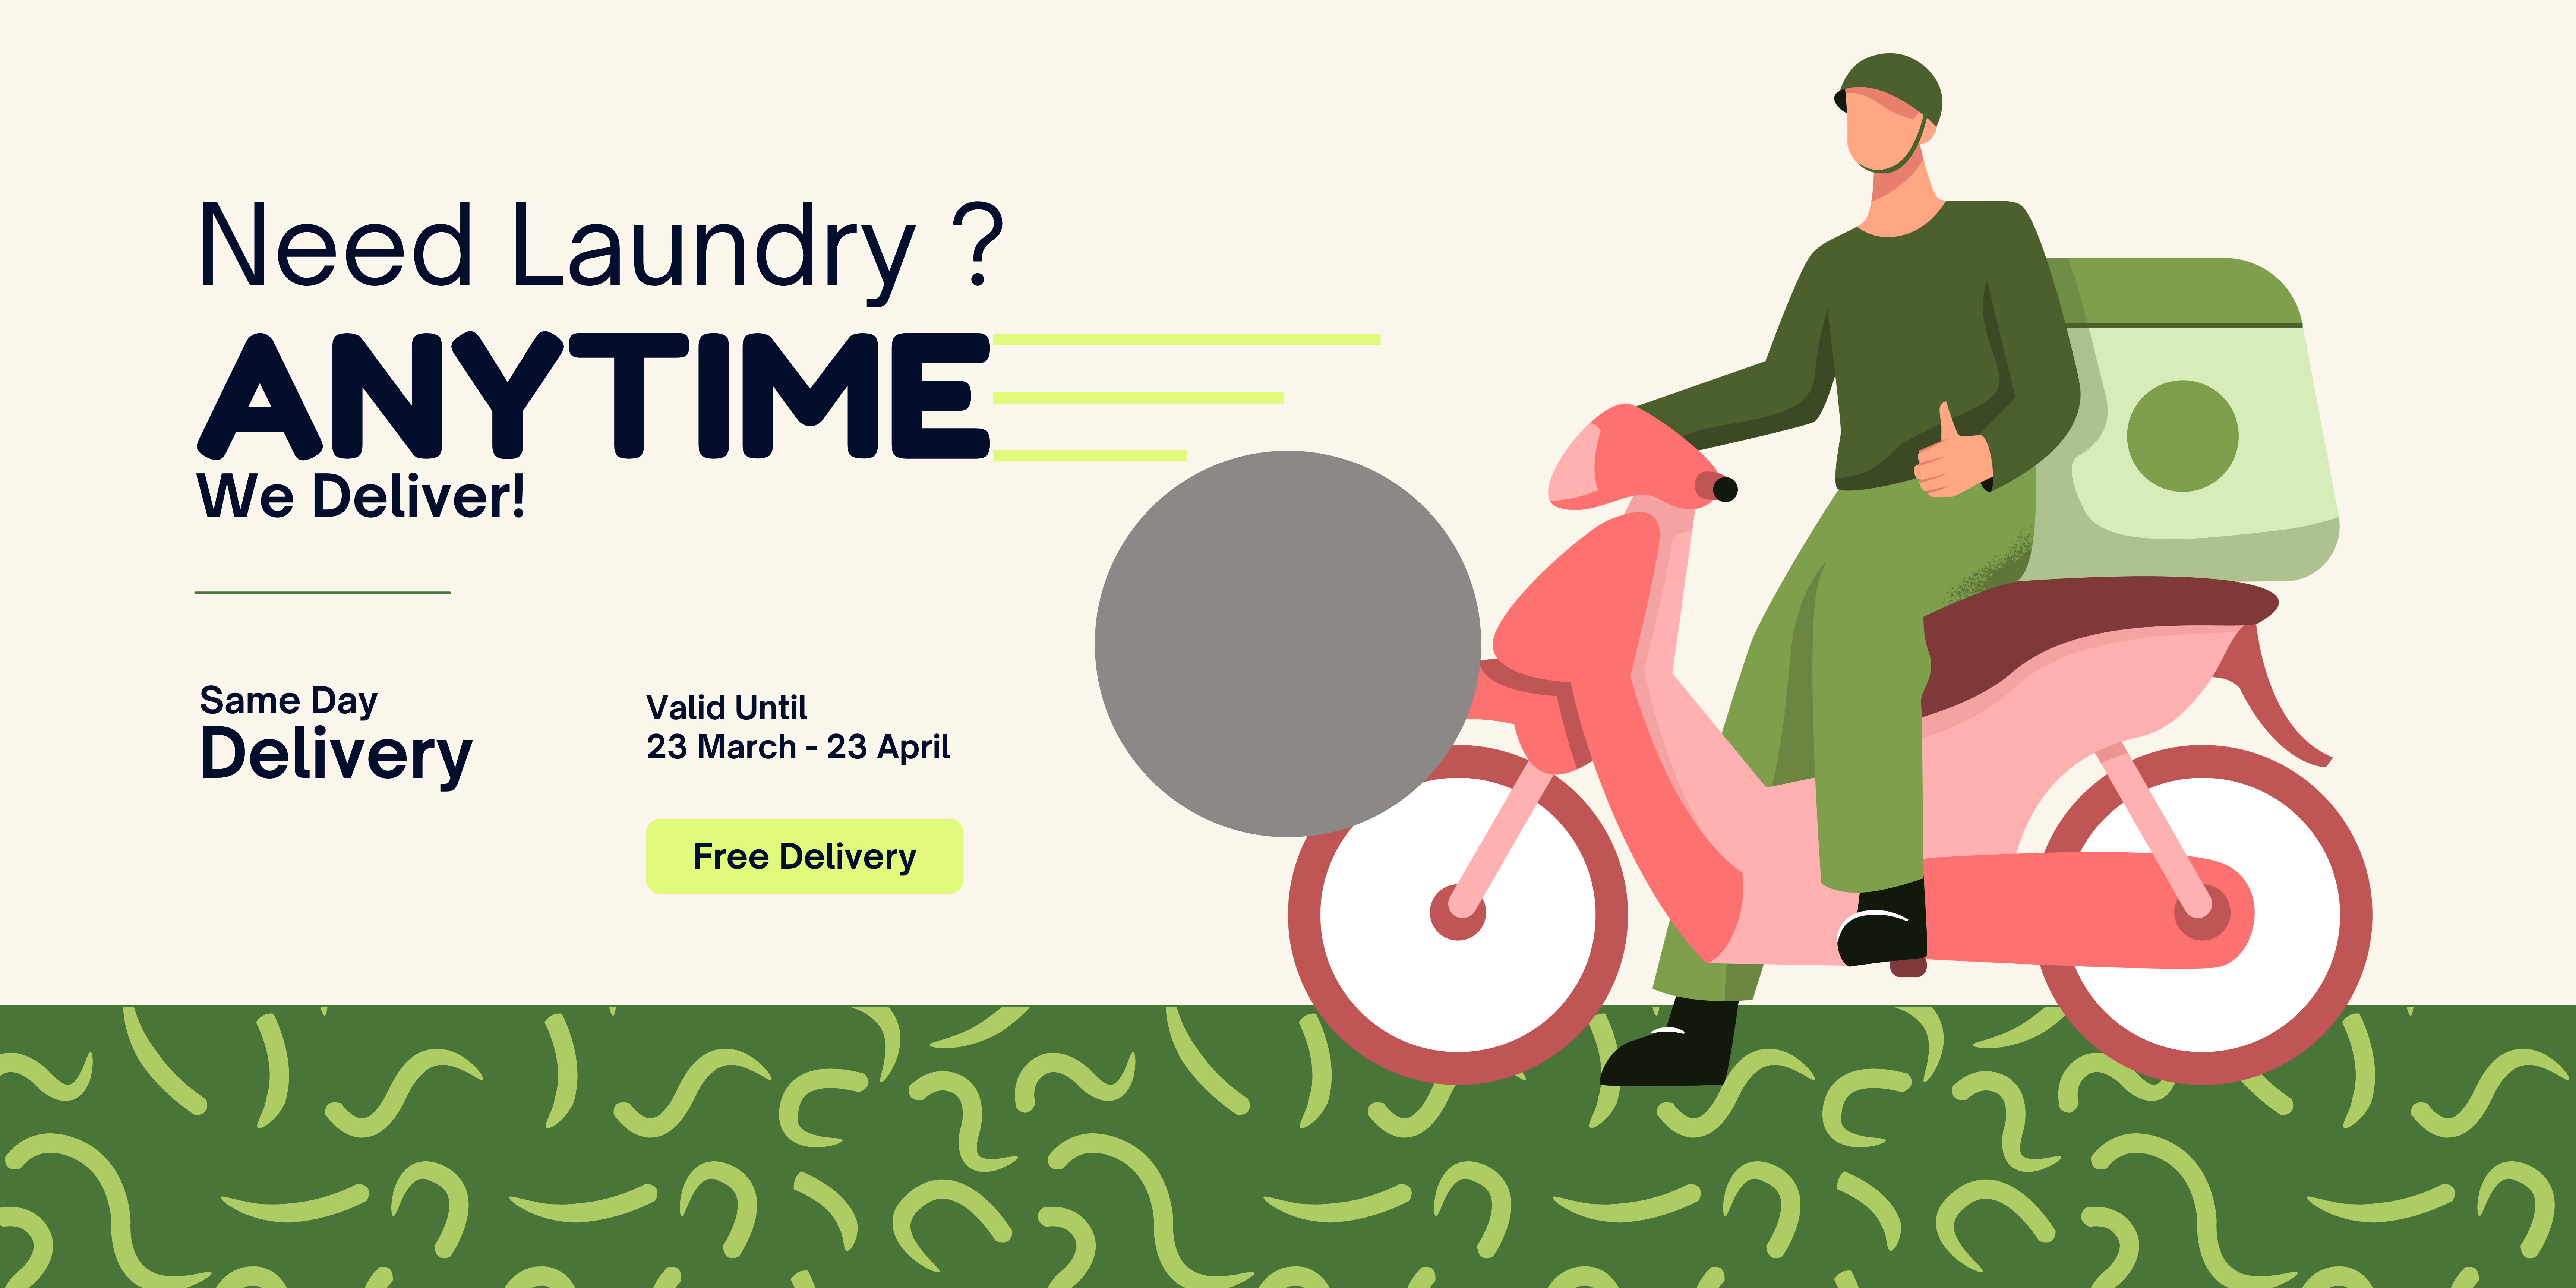 Need Laundry ?
ANYTIME
We Deliver!
Same Day
Delivery
Valid Until
23 March - 23 April
Free Delivery